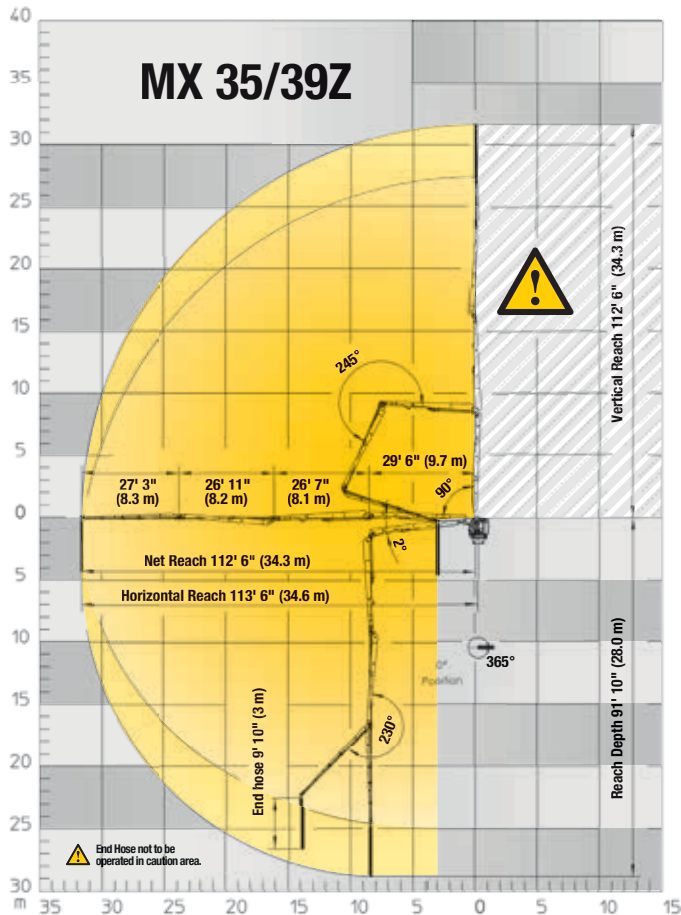 MX 35/39Z
40
35
30
25
20
15
10
5
0
5
10
15
20
25
30
m
35
30
25
20
15
10
5
0
5
10
15
Vertical Reach 112' 6" (34.3 m)
245°
29' 6" (9.7 m)
90°
27' 3"
(8.3 m)
26' 11"
(8.2 m)
26' 7"
(8.1 m)
2°
Net Reach 112' 6" (34.3 m)
Horizontal Reach 113' 6" (34.6 m)
365°
0°
Position
Reach Depth 91' 10" (28.0 m)
End hose 9' 10" (3 m)
230°
End Hose not to be
operated in caution area.